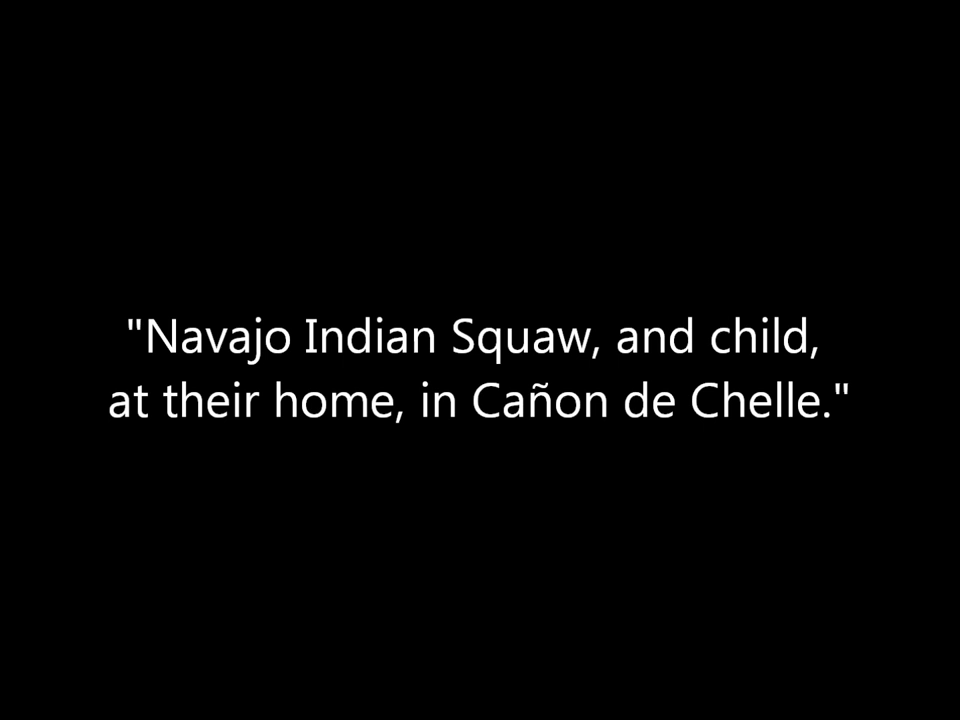 "Navajo Indian Squaw, and child,
at their home, in Cañon de Chelle."